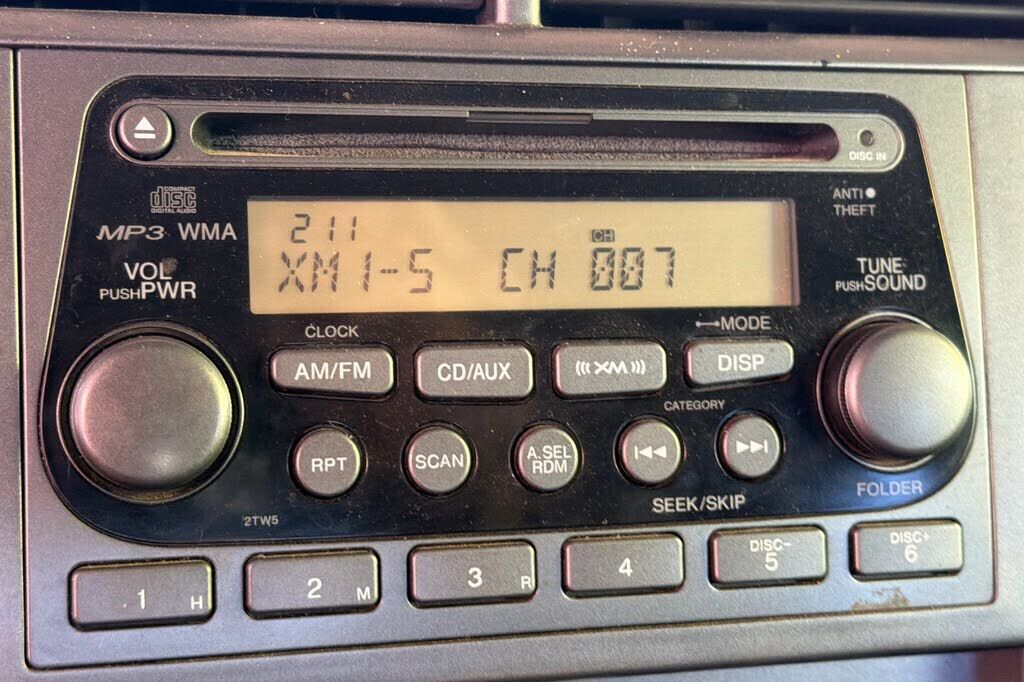 DISC IN
COMPACT
disc
DIGITAL AUDIO
ANTI
THEFT
MP3 WMA
211
CH
XM1-5 CH 007
VOL
PUSH PWR
TUNE
PUSH SOUND
CLOCK
MODE
AM/FM
CD/AUX
((( XM )))
DISP
CATEGORY
RPT
SCAN
A.SEL
RDM
SEEK/SKIP
FOLDER
2TW5
1 H
2 M
3 R
4
DISC-
5
DISC+
6